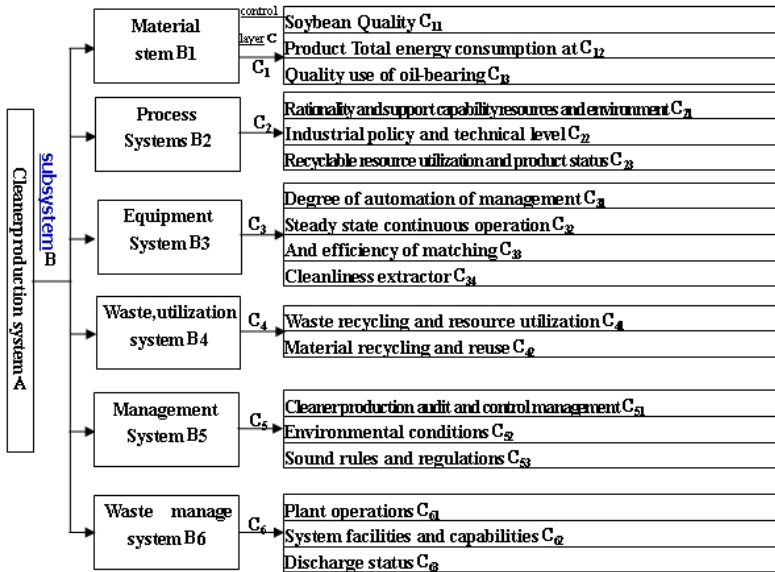 Cleanerproduction system A
subsystem B
Material
stem B1
control
layer C
C1
Soybean Quality C11
Product Total energy consumption at C12
Quality use of oil-bearing C13
Process
Systems B2
C2
Rationality and support capability resources and environment C21
Industrial policy and technical level C22
Recyclable resource utilization and product status C23
Equipment
System B3
C3
Degree of automation of management C31
Steady state continuous operation C32
And efficiency of matching C33
Cleanliness extractor C34
Waste,utilization
system B4
C4
Waste recycling and resource utilization C41
Material recycling and reuse C42
Management
System B5
C5
Cleanerproduction audit and control management C51
Environmental conditions C52
Sound rules and regulations C53
Waste manage
system B6
C6
Plant operations C61
System facilities and capabilities C62
Discharge status C63